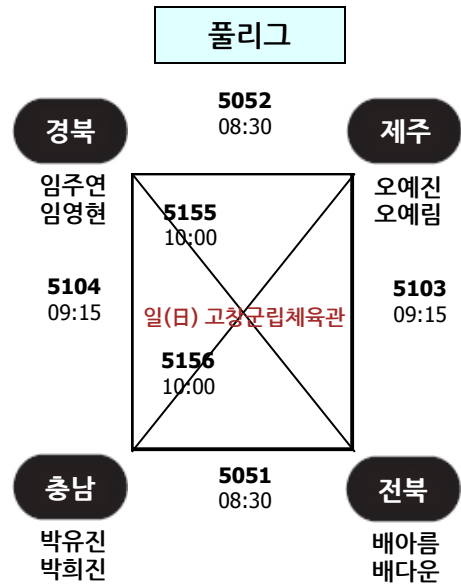 풀리그
5052
08:30
경북
제주
임주연
임영현
오예진
오예림
5155
10:00
5104
09:15
5103
09:15
일(日) 고창군립체육관
5156
10:00
충남
5051
08:30
전북
박유진
박희진
배아름
배다운